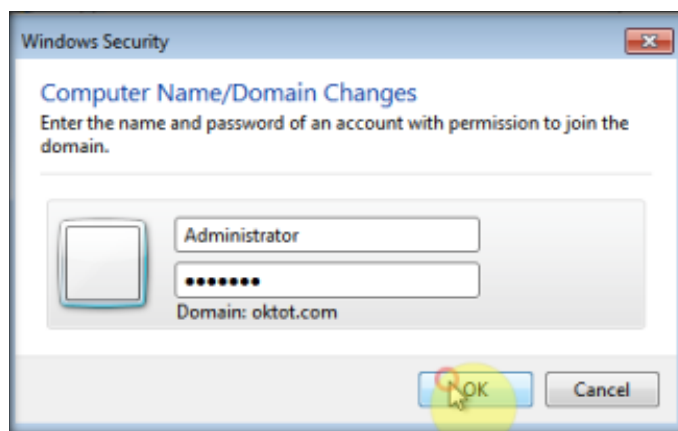 Windows Security
Computer Name/Domain Changes
Enter the name and password of an account with permission to join the
domain.
Administrator
•••••••
Domain: oktot.com
OK
Cancel